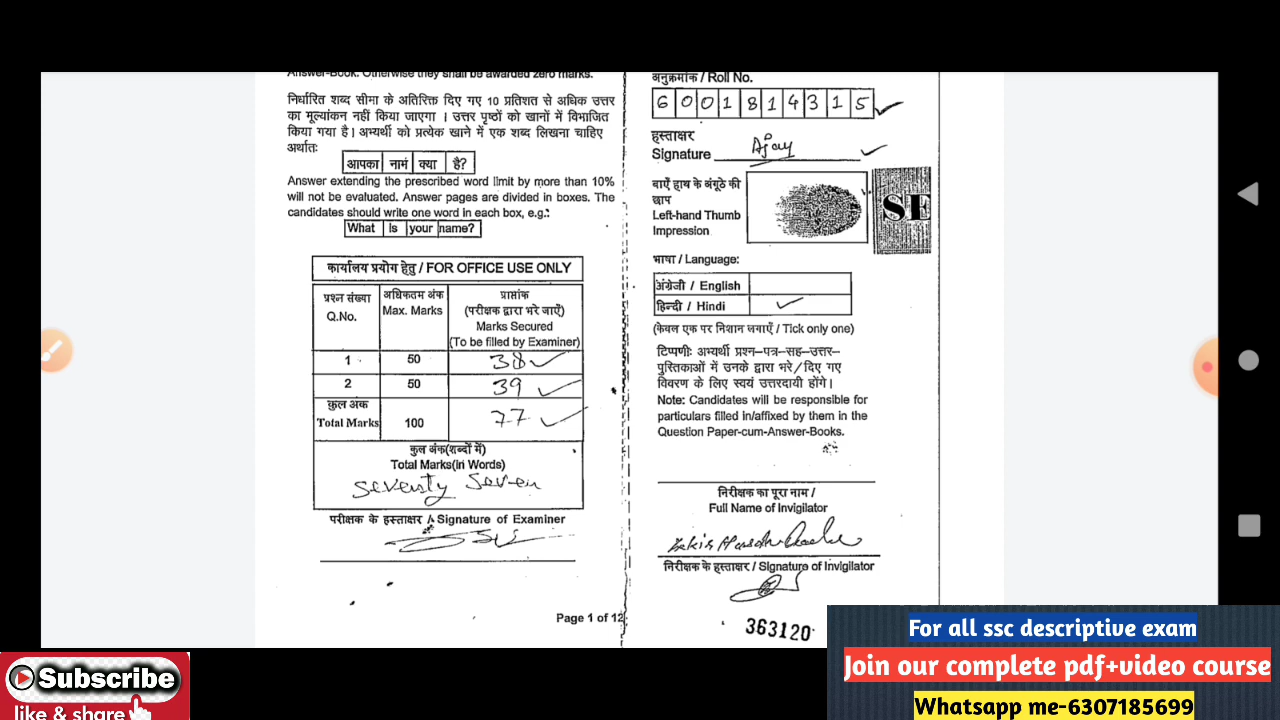 Answer-Book. Otherwise they shall be awarded zero marks.
निर्धारित शब्द सीमा के अतिरिक्त दिए गए 10 प्रतिशत से अधिक उत्तर
का मूल्यांकन नहीं किया जाएगा । उत्तर पृष्ठों को खानों में विभाजित
किया गया है। अभ्यर्थी को प्रत्येक खाने में एक शब्द लिखना चाहिए
अर्थातः
आपका नामं क्या है?
Answer extending the prescribed word limit by more than 10%
will not be evaluated. Answer pages are divided in boxes. The
candidates should write one word in each box, e.g.:
What is your name?
कार्यालय प्रयोग हेतु / FOR OFFICE USE ONLY
प्रश्न संख्या
Q.No.
अधिकतम अंक
Max. Marks
प्राप्तांक
(परीक्षक द्वारा भरे जाएँ)
Marks Secured
(To be filled by Examiner)
1 50 38
2 50 39
कुल अंक
Total Marks 100 77
कुल अंक(शब्दों में)
Total Marks(in Words)
Seventy Seven
परीक्षक के हस्ताक्षर / Signature of Examiner
Page 1 of 12
अनुक्रमांक / Roll No.
6001814315
हस्ताक्षर
Signature Ajay
बाएँ हाथ के अंगूठे की
छाप
Left-hand Thumb
Impression
SE
भाषा / Language:
अंग्रेजी / English
हिन्दी / Hindi
(केवल एक पर निशान लगाएँ / Tick only one)
टिप्पणीः अभ्यर्थी प्रश्न–पत्र–सह–उत्तर–
पुस्तिकाओं में उनके द्वारा भरे/दिए गए
विवरण के लिए स्वयं उत्तरदायी होंगे।
Note: Candidates will be responsible for
particulars filled in/affixed by them in the
Question Paper-cum-Answer-Books.
निरीक्षक का पूरा नाम /
Full Name of Invigilator
निरीक्षक के हस्ताक्षर / Signature of Invigilator
363120
Subscribe
like & share
For all ssc descriptive exam
Join our complete pdf+video course
Whatsapp me-6307185699